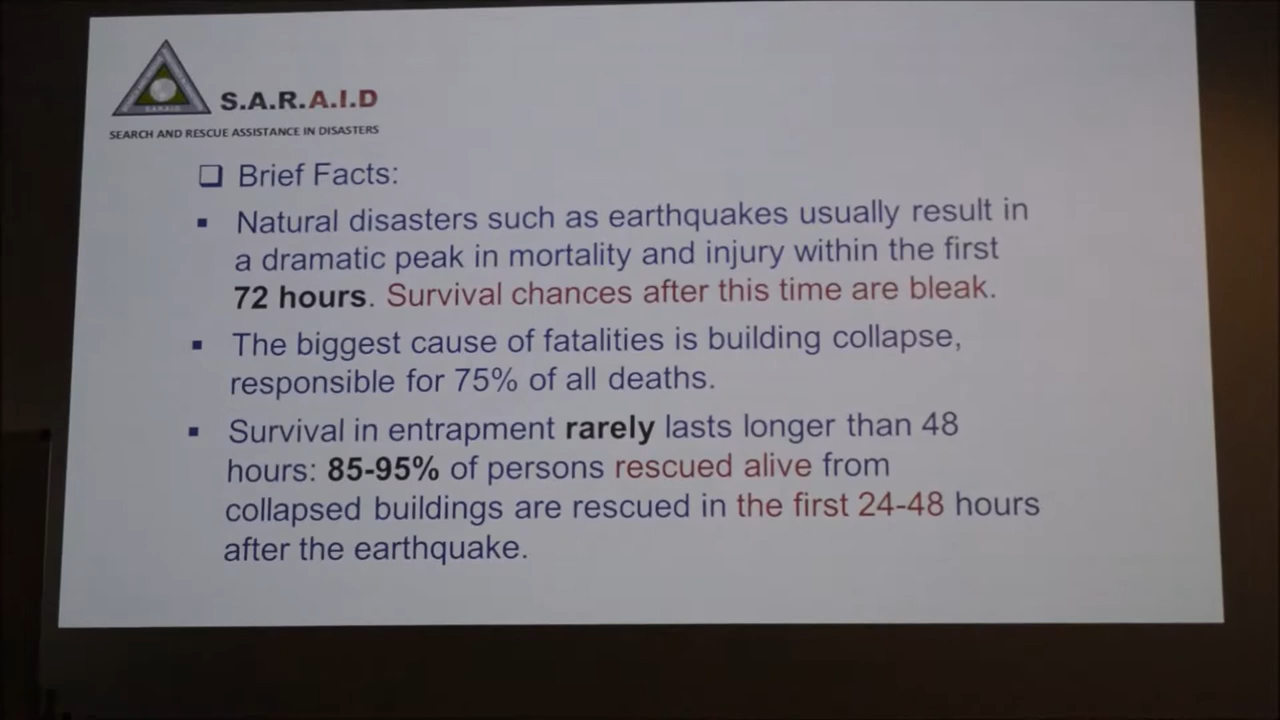 S.A.R.A.I.D
SEARCH AND RESCUE ASSISTANCE IN DISASTERS
❑ Brief Facts:
▪ Natural disasters such as earthquakes usually result in
a dramatic peak in mortality and injury within the first
72 hours. Survival chances after this time are bleak.
▪ The biggest cause of fatalities is building collapse,
responsible for 75% of all deaths.
▪ Survival in entrapment rarely lasts longer than 48
hours: 85-95% of persons rescued alive from
collapsed buildings are rescued in the first 24-48 hours
after the earthquake.